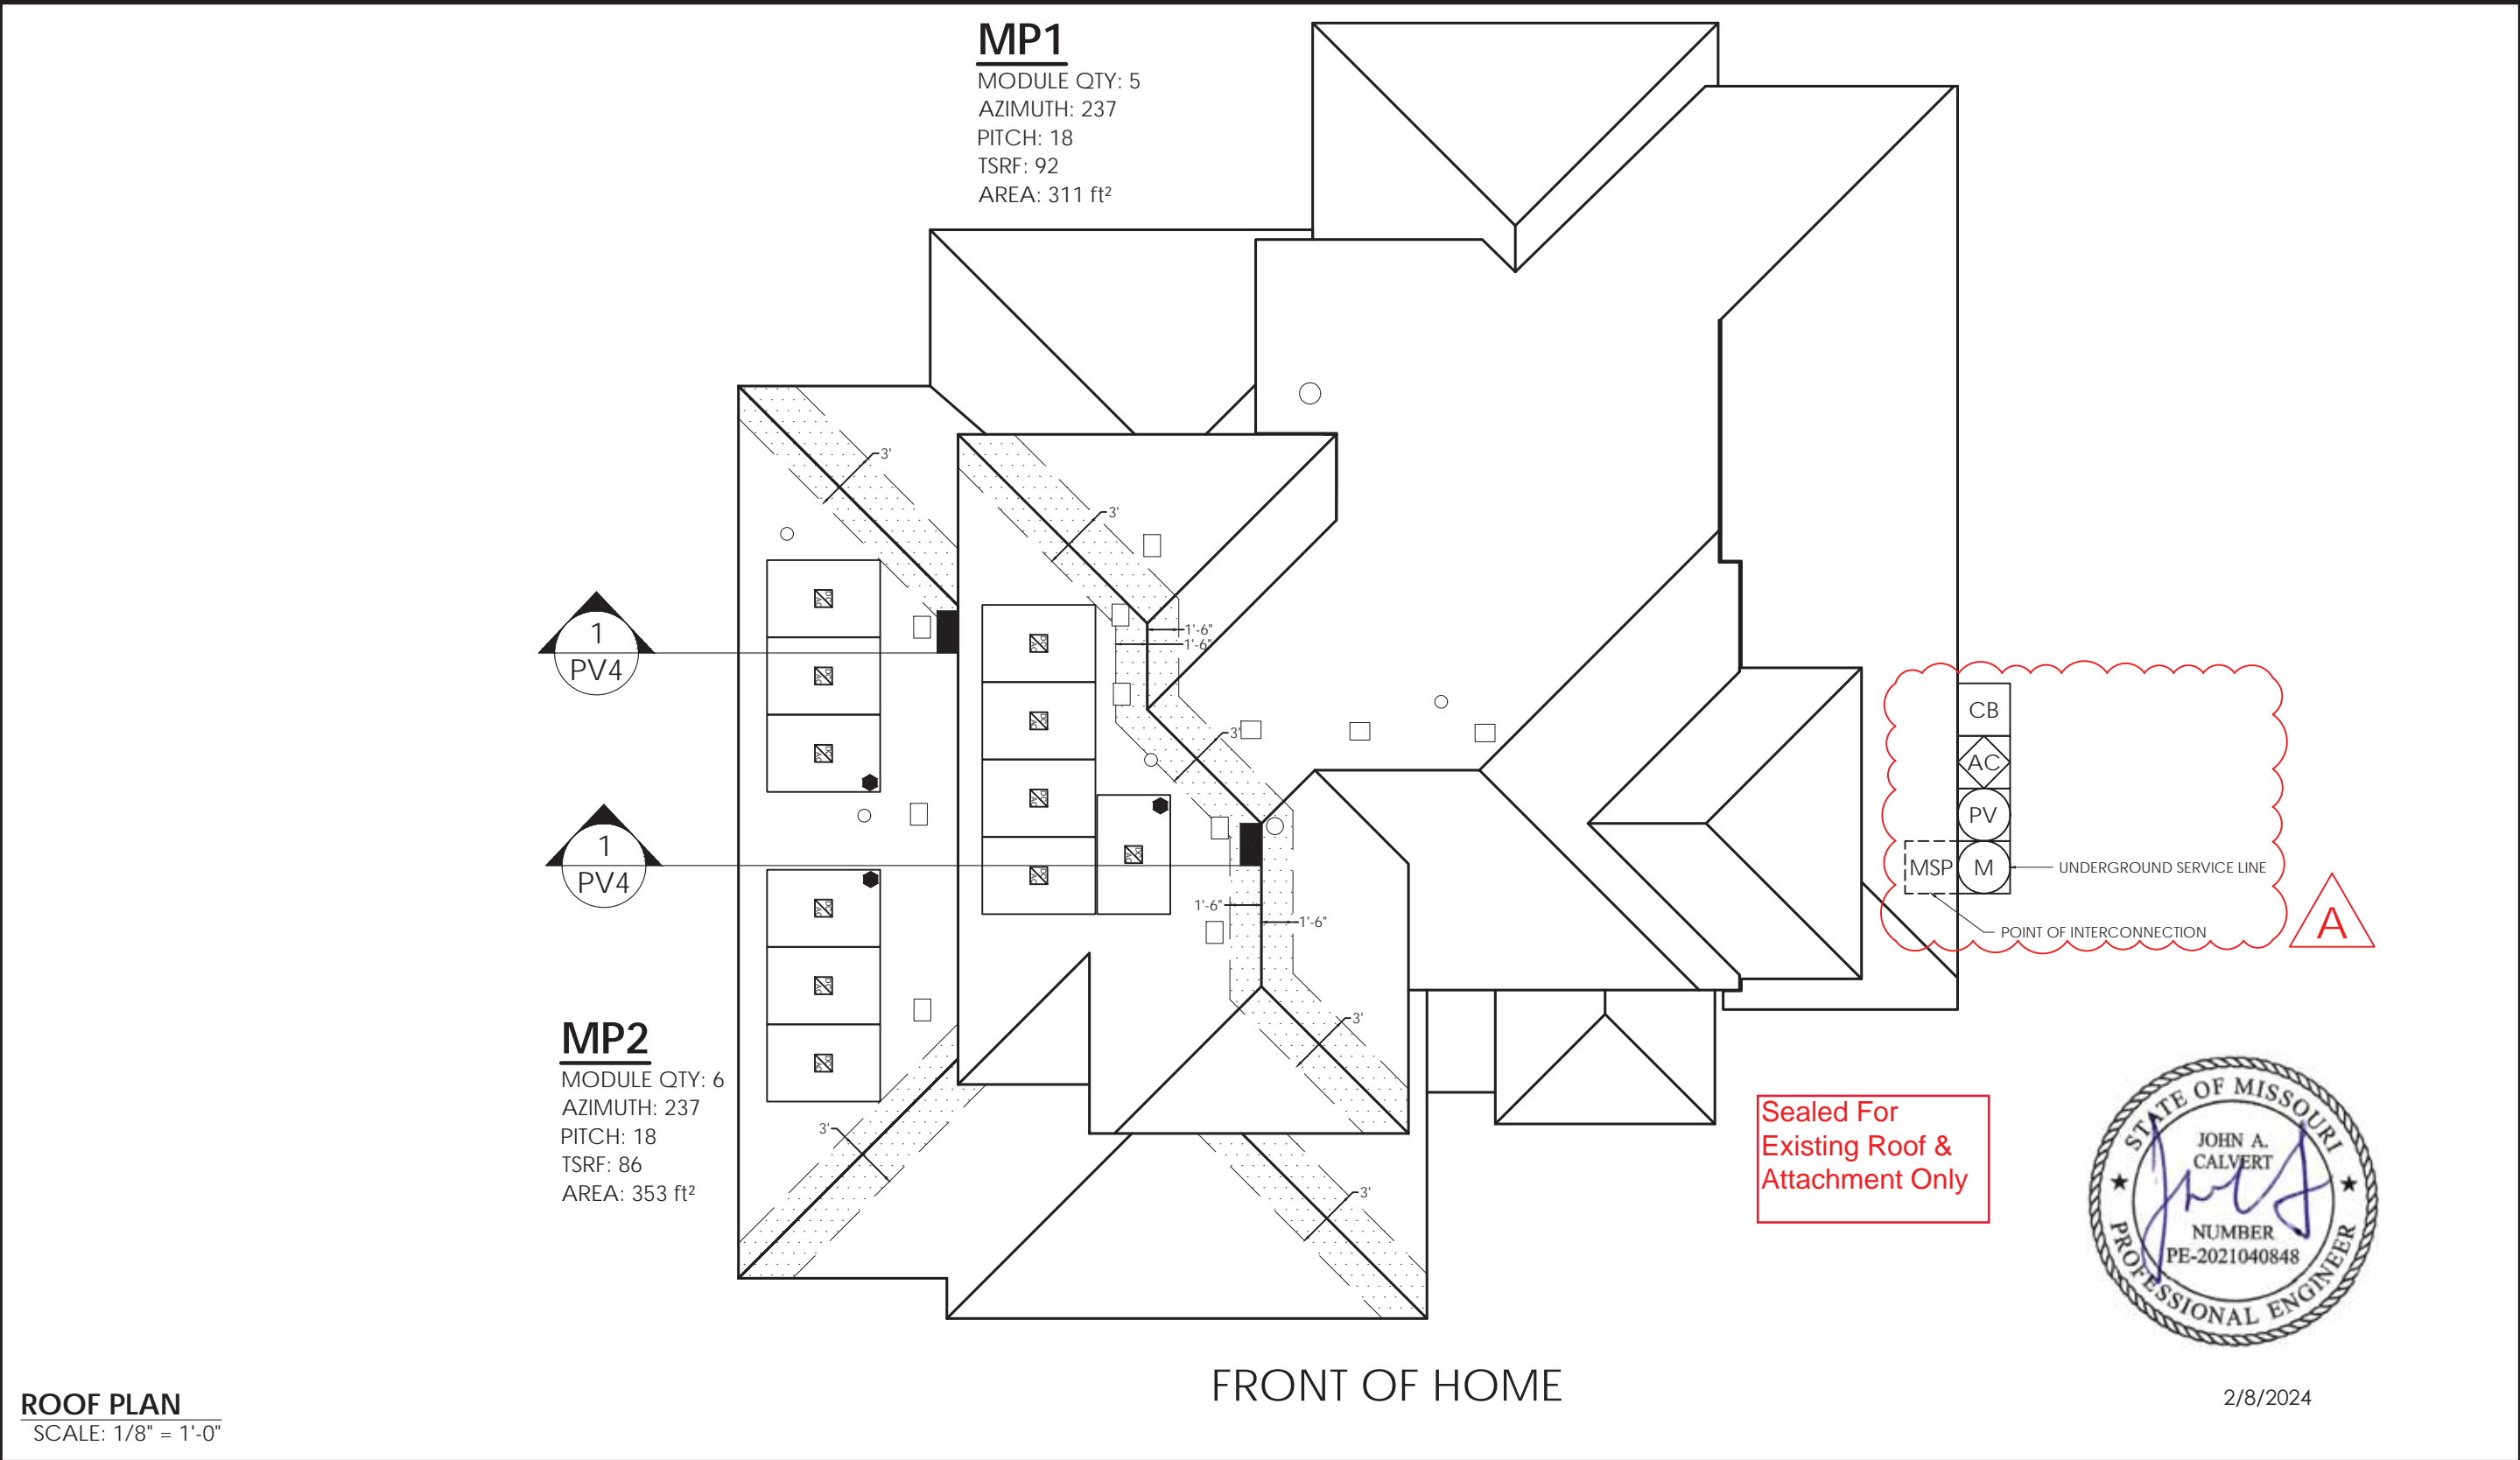 MP1
MODULE QTY: 5
AZIMUTH: 237
PITCH: 18
TSRF: 92
AREA: 311 ft²
3'
3'
1'-6"
1'-6"
1
PV4
3'
CB
AC
PV
MSP
M
UNDERGROUND SERVICE LINE
POINT OF INTERCONNECTION
A
1
PV4
1'-6"
1'-6"
3'
MP2
MODULE QTY: 6
AZIMUTH: 237
PITCH: 18
TSRF: 86
AREA: 353 ft²
3'
3'
Sealed For
Existing Roof &
Attachment Only
STATE OF MISSOURI
JOHN A.
CALVERT
NUMBER
PE-2021040848
PROFESSIONAL ENGINEER
FRONT OF HOME
2/8/2024
ROOF PLAN
SCALE: 1/8" = 1'-0"